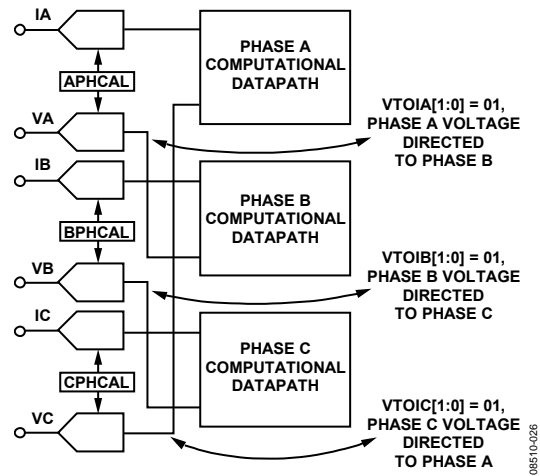 IA
PHASE A
COMPUTATIONAL
DATAPATH
APHCAL
VA
VTOIA[1:0] = 01,
PHASE A VOLTAGE
DIRECTED
TO PHASE B
IB
PHASE B
COMPUTATIONAL
DATAPATH
BPHCAL
VB
VTOIB[1:0] = 01,
PHASE B VOLTAGE
DIRECTED
TO PHASE C
IC
PHASE C
COMPUTATIONAL
DATAPATH
CPHCAL
VC
VTOIC[1:0] = 01,
PHASE C VOLTAGE
DIRECTED
TO PHASE A
08510-026